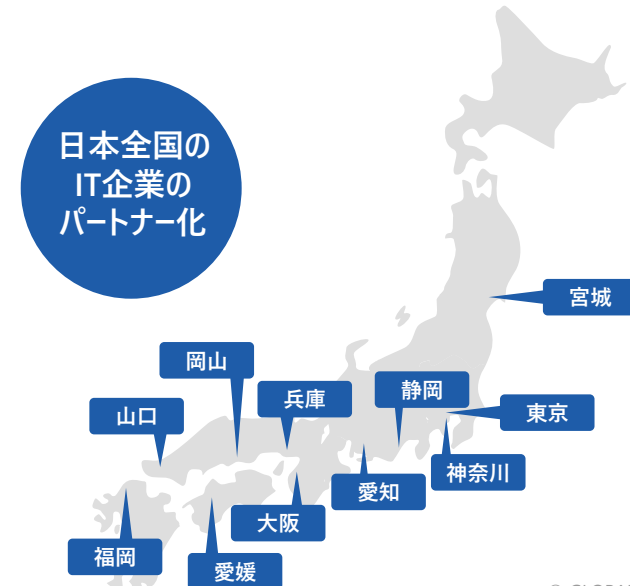 日本全国の
IT企業の
パートナー化
宮城
岡山
兵庫
静岡
山口
東京
愛知
神奈川
大阪
福岡
愛媛